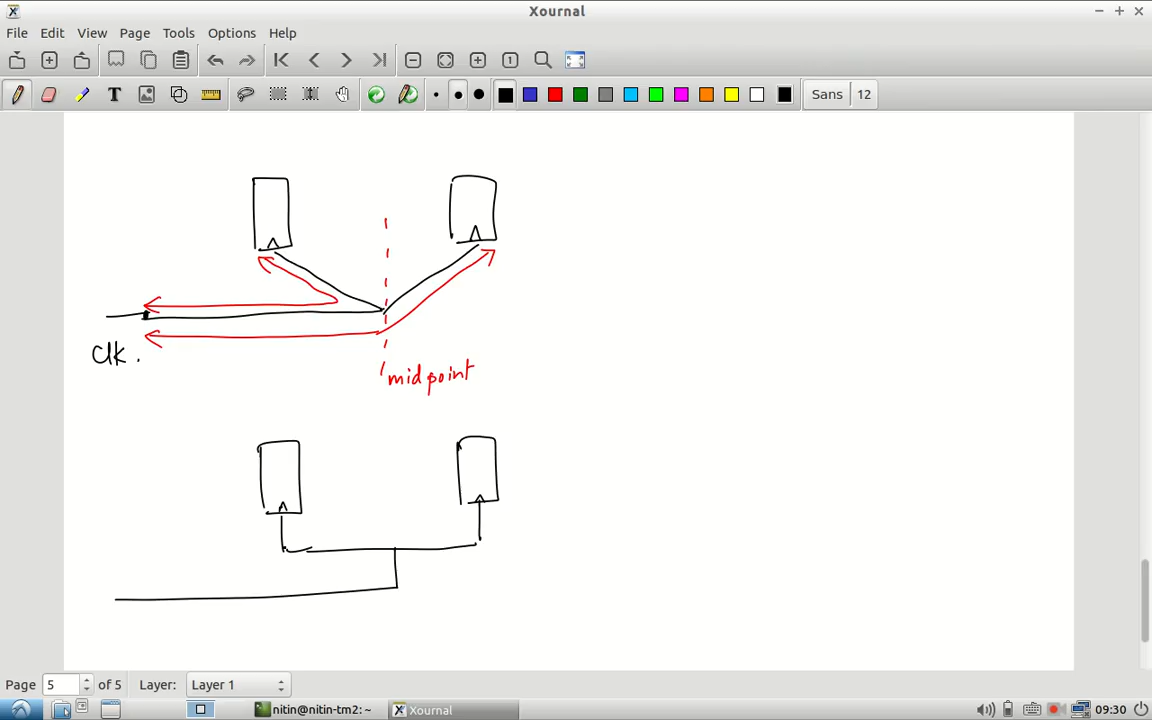 Xournal
File Edit View Page Tools Options Help
Sans 12
Clk.
midpoint
Page 5 of 5 Layer: Layer 1
nitin@nitin-tm2: ~ Xournal 09:30